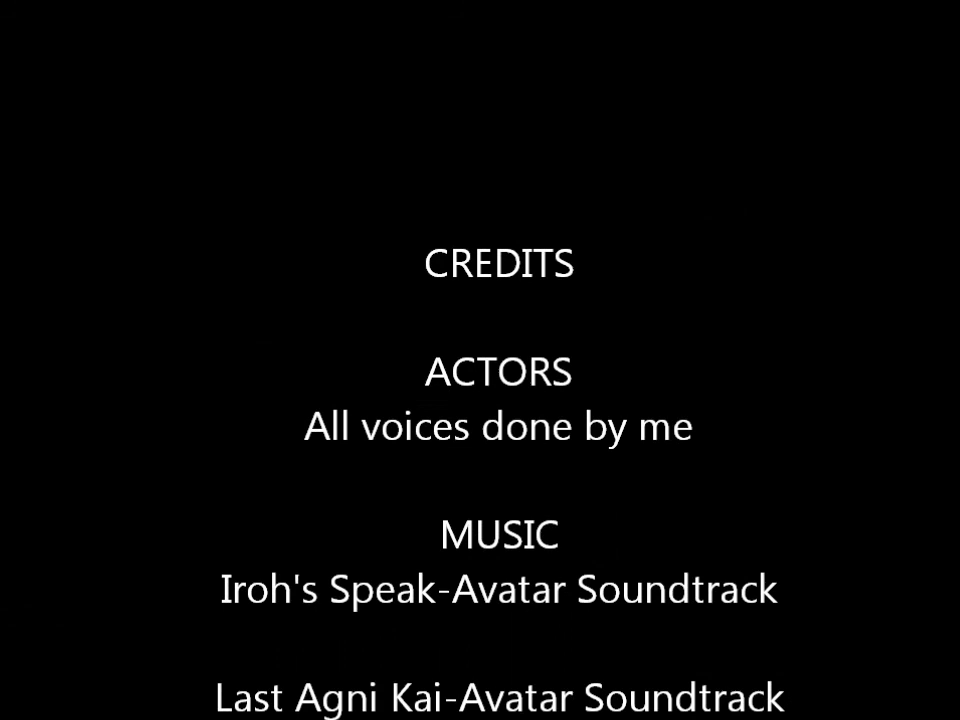 CREDITS
ACTORS
All voices done by me
MUSIC
Iroh's Speak-Avatar Soundtrack
Last Agni Kai-Avatar Soundtrack